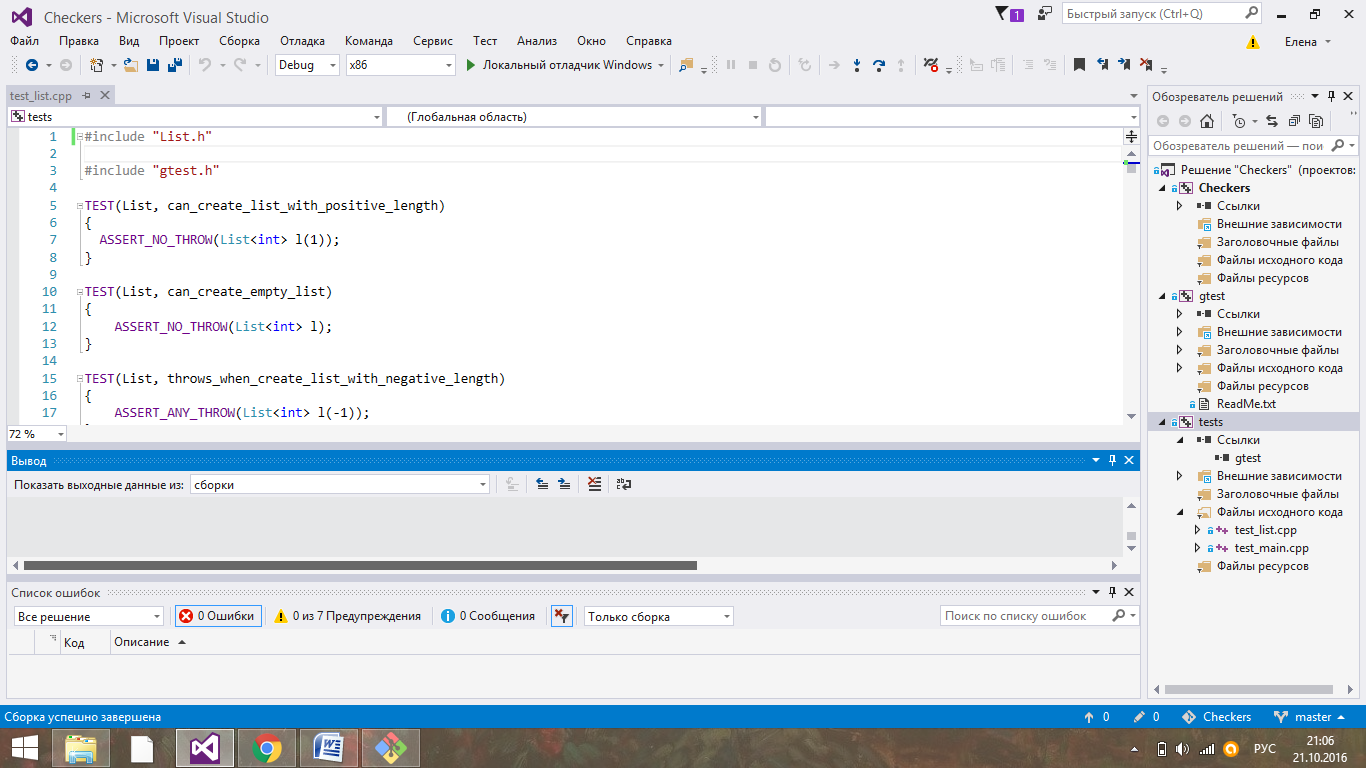 Checkers - Microsoft Visual Studio
1
Быстрый запуск (Ctrl+Q)
Файл Правка Вид Проект Сборка Отладка Команда Сервис Тест Анализ Окно Справка
Елена
Debug x86 Локальный отладчик Windows
test_list.cpp
tests (Глобальная область)
1 #include "List.h"
2
3 #include "gtest.h"
4
5 TEST(List, can_create_list_with_positive_length)
6 {
7 ASSERT_NO_THROW(List<int> l(1));
8 }
9
10 TEST(List, can_create_empty_list)
11 {
12 ASSERT_NO_THROW(List<int> l);
13 }
14
15 TEST(List, throws_when_create_list_with_negative_length)
16 {
17 ASSERT_ANY_THROW(List<int> l(-1));
72 %
Вывод
Показать выходные данные из: сборки
Список ошибок
Все решение 0 Ошибки 0 из 7 Предупреждения 0 Сообщения Только сборка Поиск по списку ошибок
Код Описание
Обозреватель решений
Обозреватель решений — пои
Решение "Checkers" (проектов:
Checkers
Ссылки
Внешние зависимости
Заголовочные файлы
Файлы исходного кода
Файлы ресурсов
gtest
Ссылки
Внешние зависимости
Заголовочные файлы
Файлы исходного кода
Файлы ресурсов
ReadMe.txt
tests
Ссылки
gtest
Внешние зависимости
Заголовочные файлы
Файлы исходного кода
test_list.cpp
test_main.cpp
Файлы ресурсов
Сборка успешно завершена
0 0 Checkers master
РУС
21:06
21.10.2016